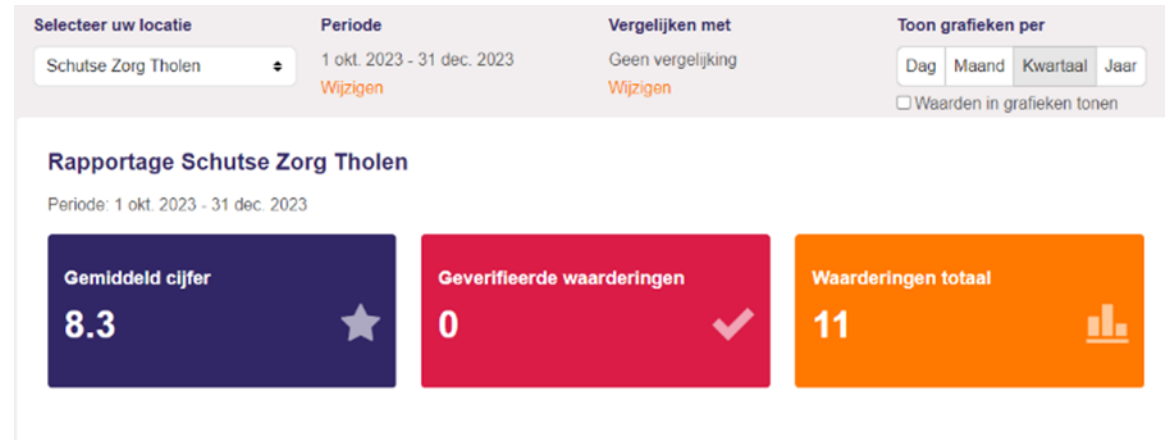 Selecteer uw locatie
Schutse Zorg Tholen
Periode
1 okt. 2023 - 31 dec. 2023
Wijzigen
Vergelijken met
Geen vergelijking
Wijzigen
Toon grafieken per
Dag Maand Kwartaal Jaar
Waarden in grafieken tonen
Rapportage Schutse Zorg Tholen
Periode: 1 okt. 2023 - 31 dec. 2023
Gemiddeld cijfer
8.3
Geverifieerde waarderingen
0
Waarderingen totaal
11